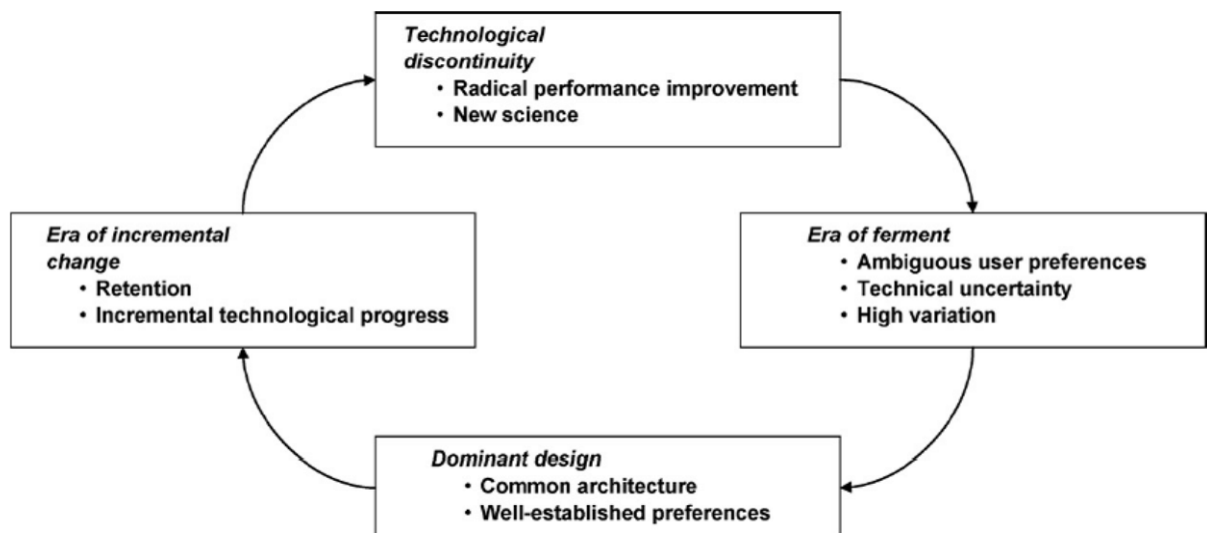 Technological
discontinuity
• Radical performance improvement
• New science
Era of incremental
change
• Retention
• Incremental technological progress
Era of ferment
• Ambiguous user preferences
• Technical uncertainty
• High variation
Dominant design
• Common architecture
• Well-established preferences